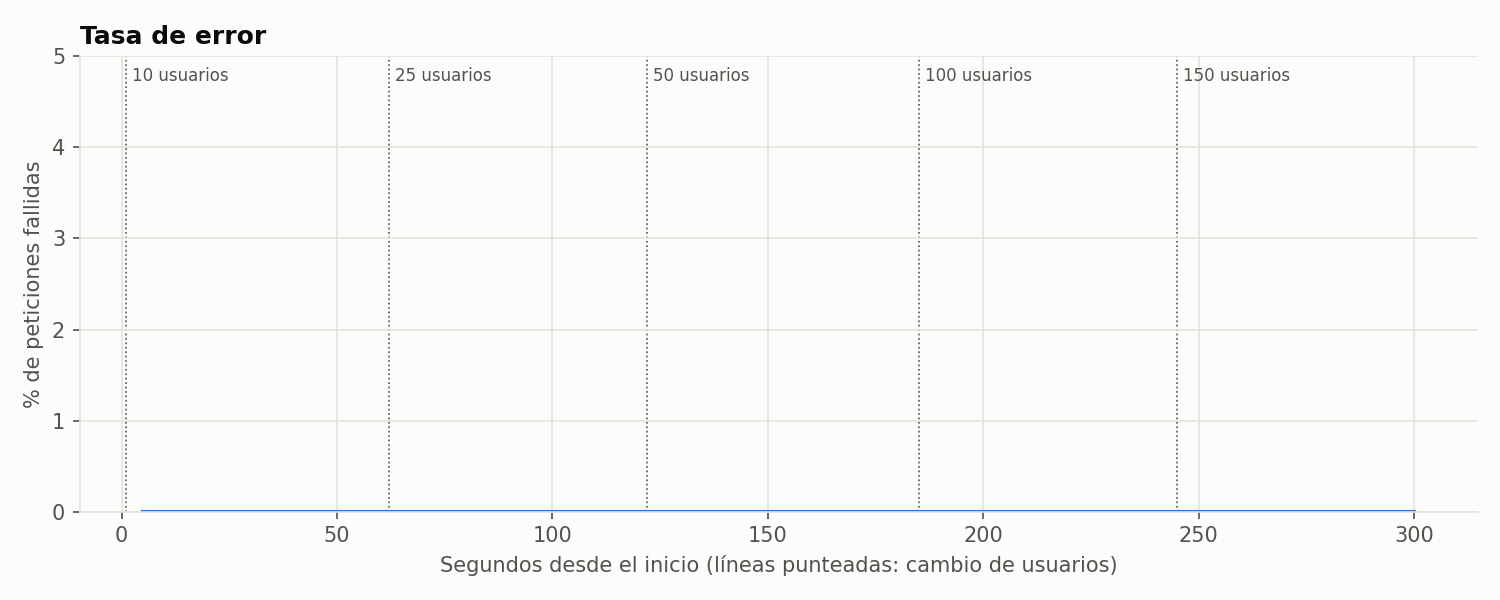 Tasa de error
10 usuarios 25 usuarios 50 usuarios 100 usuarios 150 usuarios
% de peticiones fallidas
5
4
3
2
1
0
0 50 100 150 200 250 300
Segundos desde el inicio (líneas punteadas: cambio de usuarios)